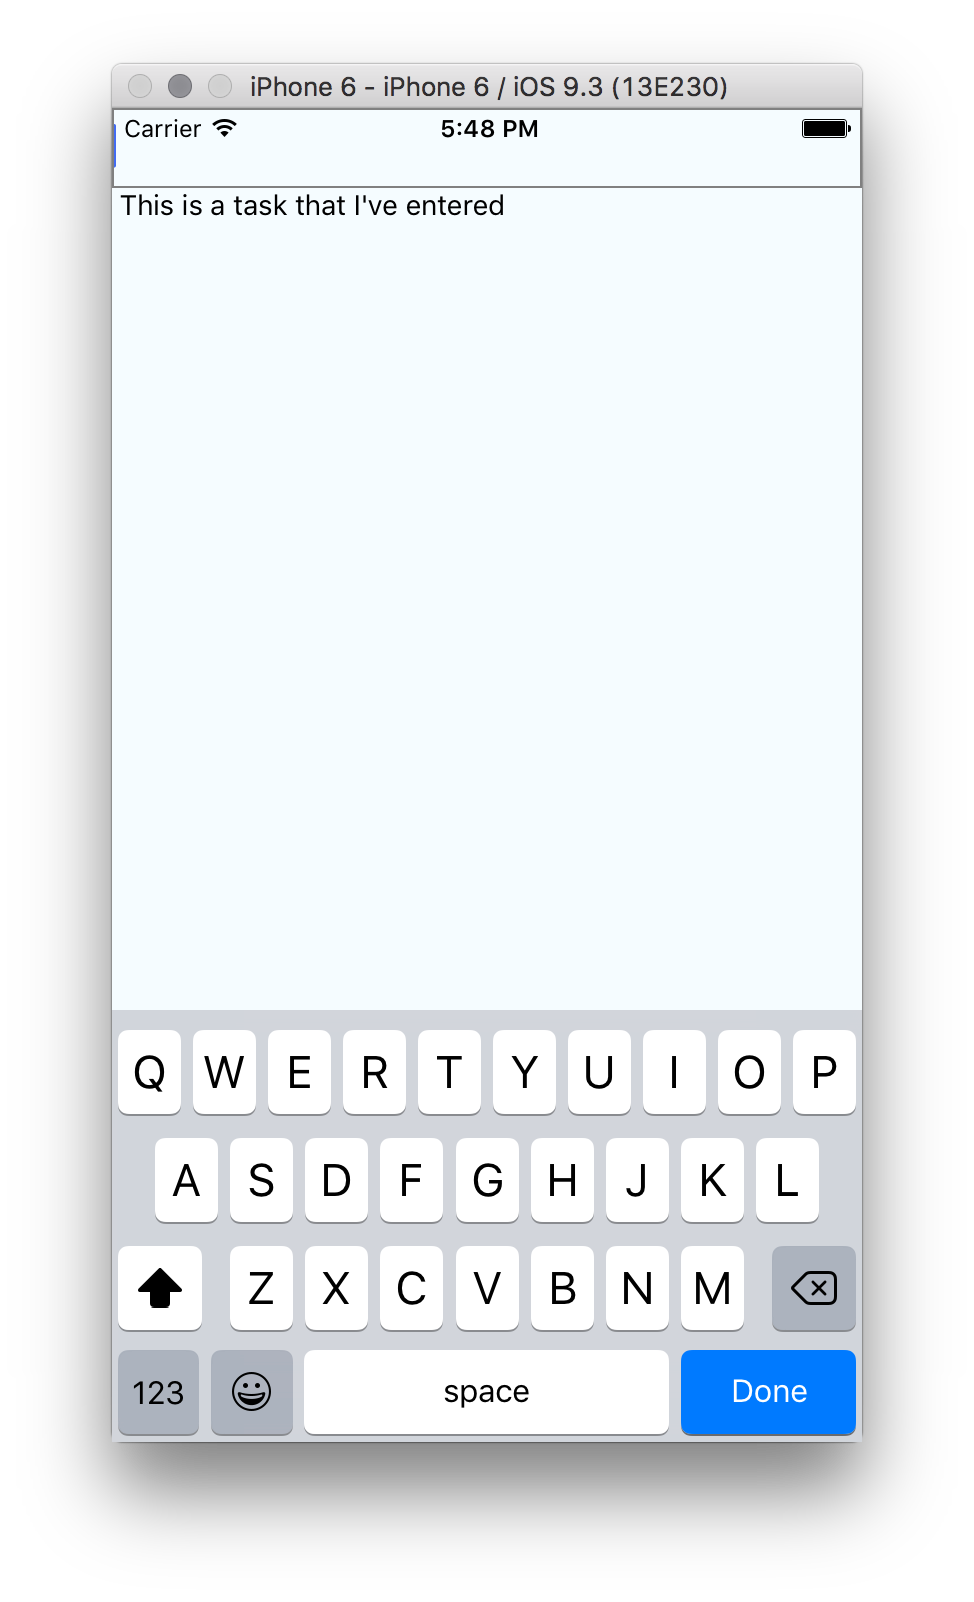 iPhone 6 - iPhone 6 / iOS 9.3 (13E230)
Carrier 5:48 PM
This is a task that I've entered
Q W E R T Y U I O P
A S D F G H J K L
Z X C V B N M
123 space Done